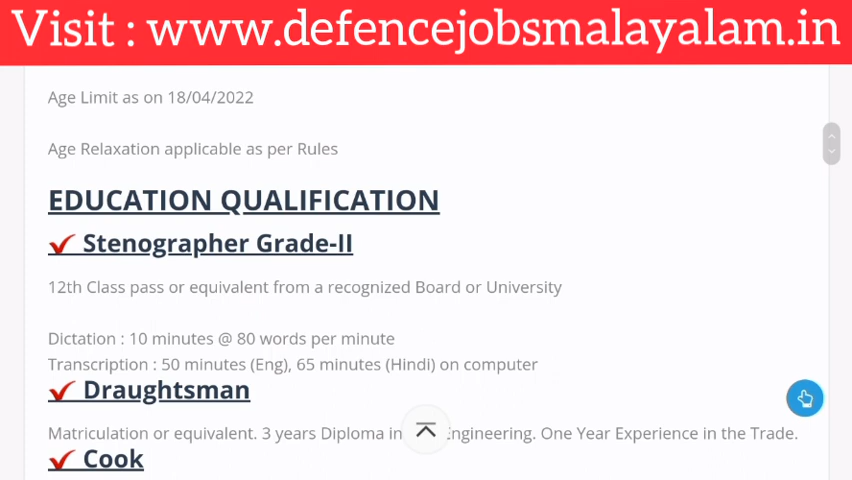 Visit : www.defencejobsmalayalam.in
Age Limit as on 18/04/2022
Age Relaxation applicable as per Rules
EDUCATION QUALIFICATION
Stenographer Grade-II
12th Class pass or equivalent from a recognized Board or University
Dictation : 10 minutes @ 80 words per minute
Transcription : 50 minutes (Eng), 65 minutes (Hindi) on computer
Draughtsman
Matriculation or equivalent. 3 years Diploma in Engineering. One Year Experience in the Trade.
Cook